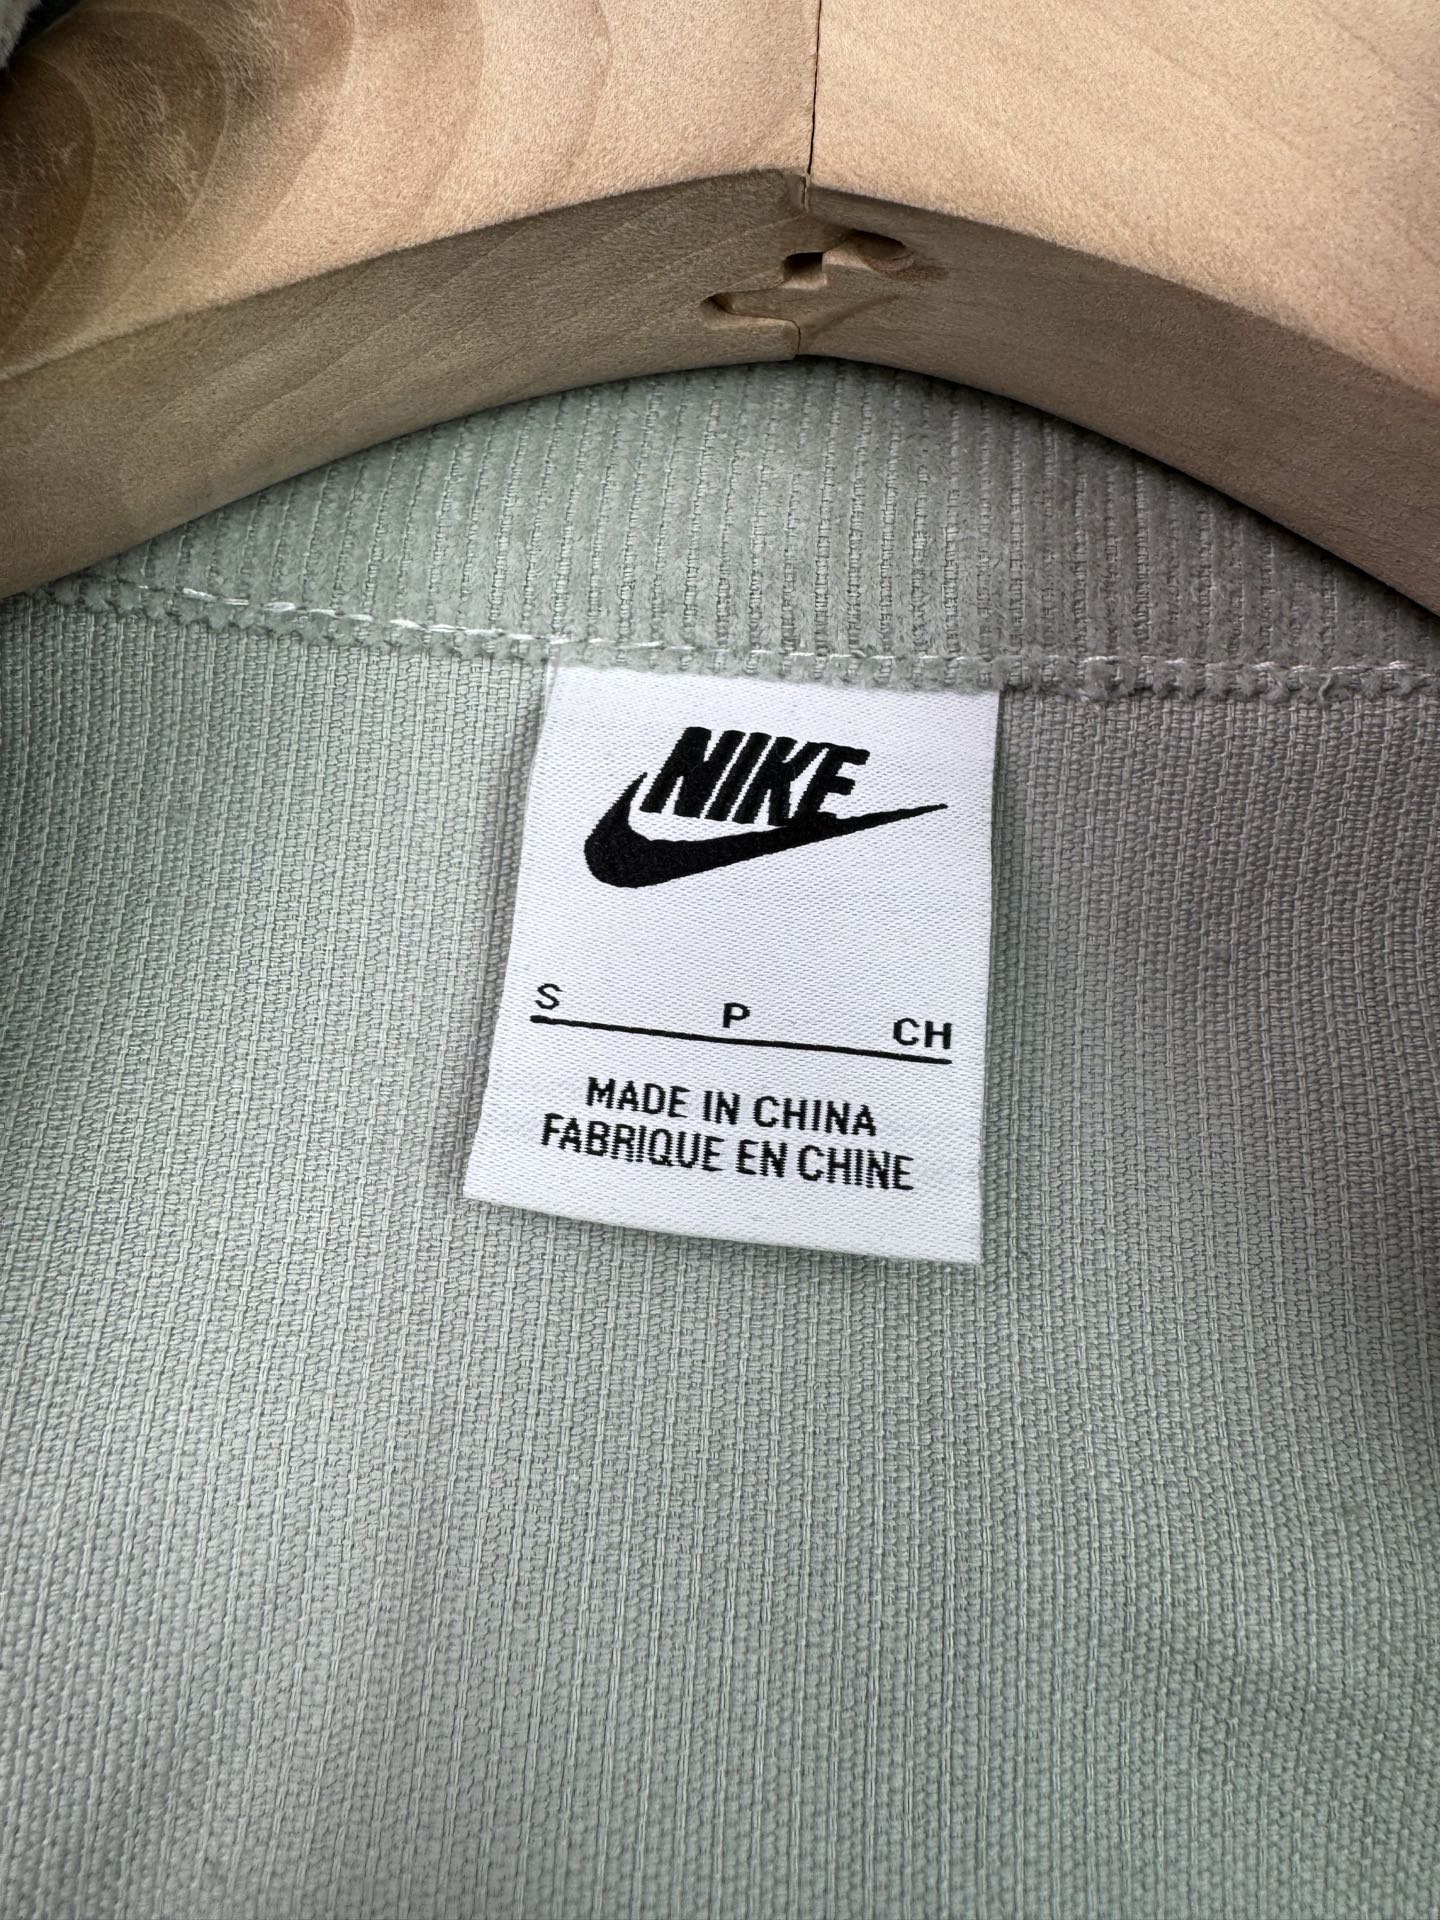 NIKE
S P CH
MADE IN CHINA
FABRIQUE EN CHINE